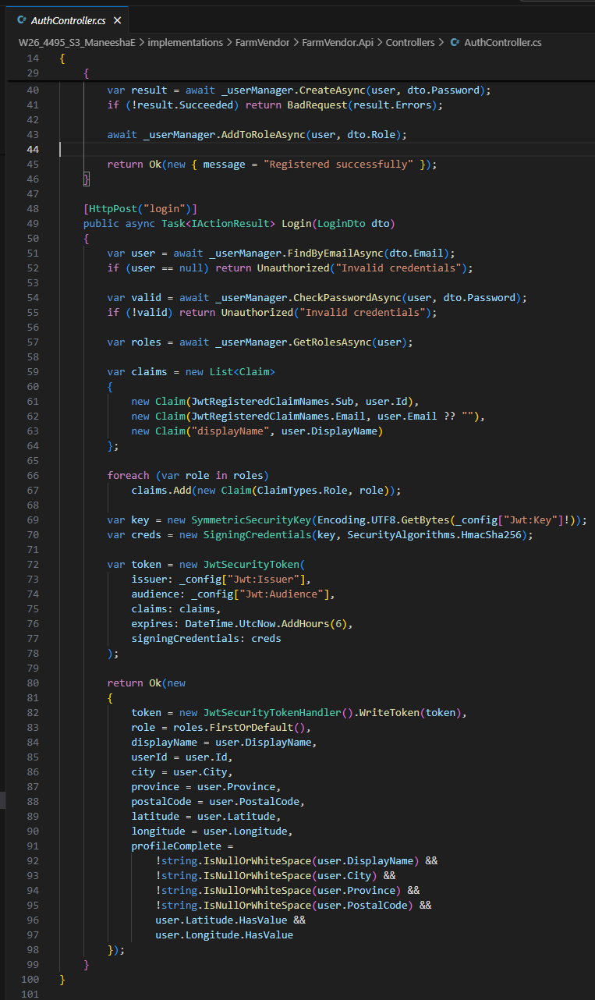 AuthController.cs
W26_4495_S3_ManeeshaE > implementations > FarmVendor > FarmVendor.Api > Controllers > AuthController.cs
14 {
29 {
40 var result = await _userManager.CreateAsync(user, dto.Password);
41 if (!result.Succeeded) return BadRequest(result.Errors);
42
43 await _userManager.AddToRoleAsync(user, dto.Role);
44
45 return Ok(new { message = "Registered successfully" });
46 }
47
48 [HttpPost("login")]
49 public async Task<IActionResult> Login(LoginDto dto)
50 {
51 var user = await _userManager.FindByEmailAsync(dto.Email);
52 if (user == null) return Unauthorized("Invalid credentials");
53
54 var valid = await _userManager.CheckPasswordAsync(user, dto.Password);
55 if (!valid) return Unauthorized("Invalid credentials");
56
57 var roles = await _userManager.GetRolesAsync(user);
58
59 var claims = new List<Claim>
60 {
61 new Claim(JwtRegisteredClaimNames.Sub, user.Id),
62 new Claim(JwtRegisteredClaimNames.Email, user.Email ?? ""),
63 new Claim("displayName", user.DisplayName)
64 };
65
66 foreach (var role in roles)
67 claims.Add(new Claim(ClaimTypes.Role, role));
68
69 var key = new SymmetricSecurityKey(Encoding.UTF8.GetBytes(_config["Jwt:Key"]!));
70 var creds = new SigningCredentials(key, SecurityAlgorithms.HmacSha256);
71
72 var token = new JwtSecurityToken(
73 issuer: _config["Jwt:Issuer"],
74 audience: _config["Jwt:Audience"],
75 claims: claims,
76 expires: DateTime.UtcNow.AddHours(6),
77 signingCredentials: creds
78 );
79
80 return Ok(new
81 {
82 token = new JwtSecurityTokenHandler().WriteToken(token),
83 role = roles.FirstOrDefault(),
84 displayName = user.DisplayName,
85 userId = user.Id,
86 city = user.City,
87 province = user.Province,
88 postalCode = user.PostalCode,
89 latitude = user.Latitude,
90 longitude = user.Longitude,
91 profileComplete =
92 !string.IsNullOrWhiteSpace(user.DisplayName) &&
93 !string.IsNullOrWhiteSpace(user.City) &&
94 !string.IsNullOrWhiteSpace(user.Province) &&
95 !string.IsNullOrWhiteSpace(user.PostalCode) &&
96 user.Latitude.HasValue &&
97 user.Longitude.HasValue
98 });
99 }
100 }
101